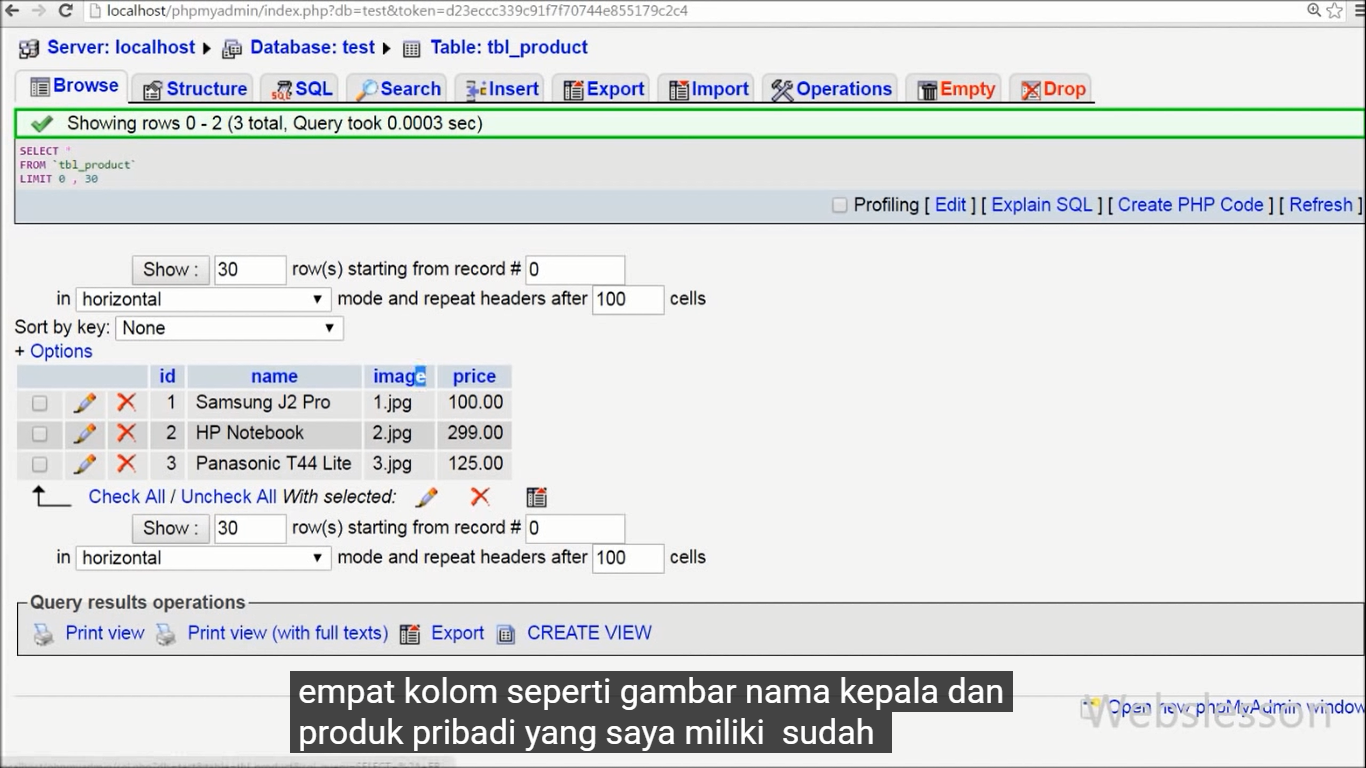 localhost/phpmyadmin/index.php?db=test&token=d23eccc339c91f7f70744e855179c2c4
Server: localhost Database: test Table: tbl_product
Browse Structure SQL Search Insert Export Import Operations Empty Drop
Showing rows 0 - 2 (3 total, Query took 0.0003 sec)
SELECT *
FROM `tbl_product`
LIMIT 0 , 30
Profiling [ Edit ] [ Explain SQL ] [ Create PHP Code ] [ Refresh ]
Show : 30 row(s) starting from record # 0
in horizontal mode and repeat headers after 100 cells
Sort by key: None
+ Options
id name image price
1 Samsung J2 Pro 1.jpg 100.00
2 HP Notebook 2.jpg 299.00
3 Panasonic T44 Lite 3.jpg 125.00
Check All / Uncheck All With selected:
Show : 30 row(s) starting from record # 0
in horizontal mode and repeat headers after 100 cells
Query results operations
Print view Print view (with full texts) Export CREATE VIEW
empat kolom seperti gambar nama kepala dan
produk pribadi yang saya miliki sudah
Open new phpMyAdmin window
Webslesson